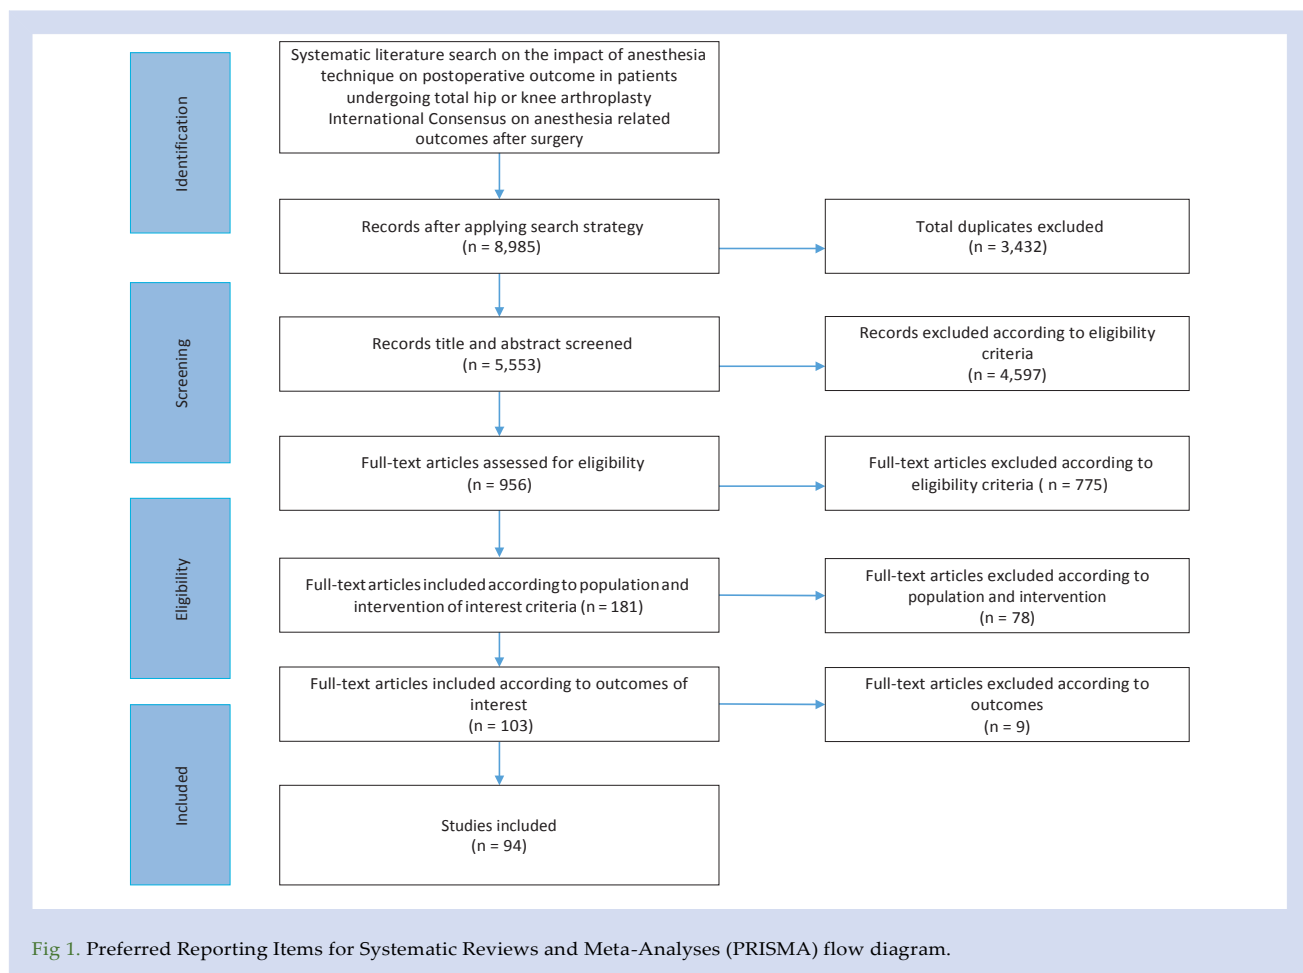 Identification
Systematic literature search on the impact of anesthesia
technique on postoperative outcome in patients
undergoing total hip or knee arthroplasty
International Consensus on anesthesia related
outcomes after surgery
Records after applying search strategy
(n = 8,985)
Total duplicates excluded
(n = 3,432)
Screening
Records title and abstract screened
(n = 5,553)
Records excluded according to eligibility
criteria
(n = 4,597)
Full-text articles assessed for eligibility
(n = 956)
Full-text articles excluded according to
eligibility criteria ( n = 775)
Eligibility
Full-text articles included according to population and
intervention of interest criteria (n = 181)
Full-text articles excluded according to
population and intervention
(n = 78)
Full-text articles included according to outcomes of
interest
(n = 103)
Full-text articles excluded according to
outcomes
(n = 9)
Included
Studies included
(n = 94)
Fig 1. Preferred Reporting Items for Systematic Reviews and Meta-Analyses (PRISMA) flow diagram.